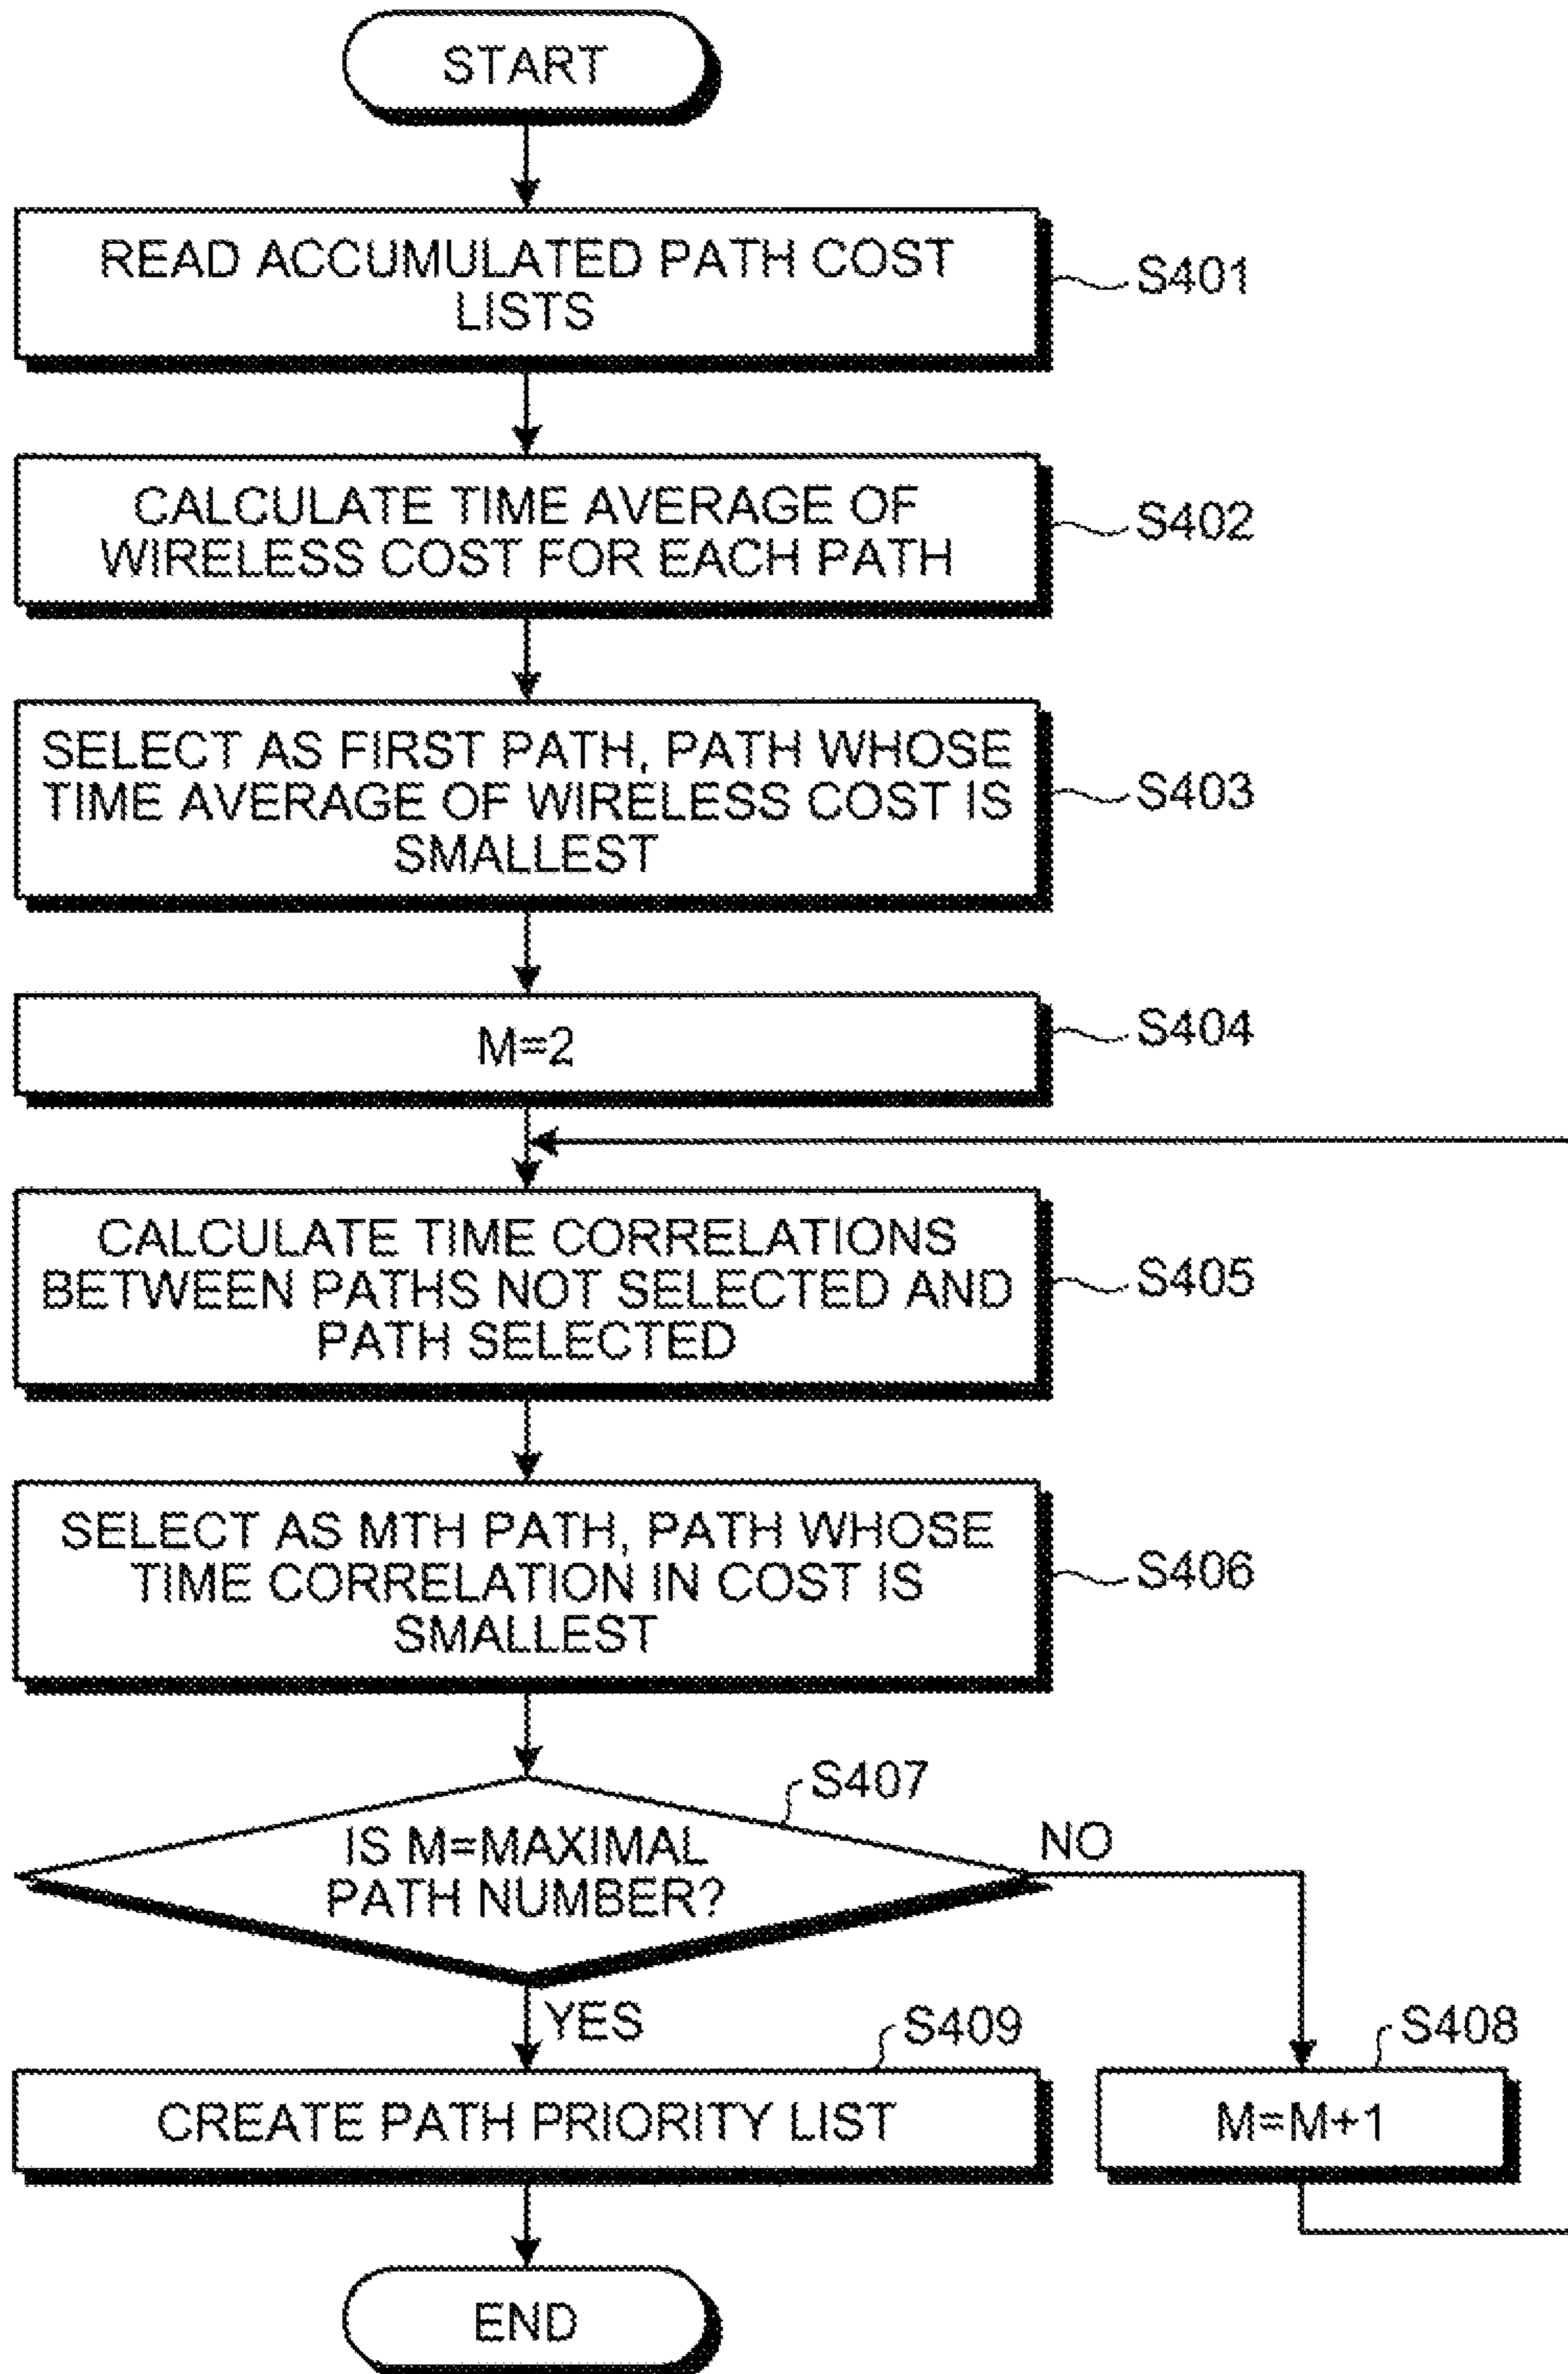 START
READ ACCUMULATED PATH COST
LISTS
S401
CALCULATE TIME AVERAGE OF
WIRELESS COST FOR EACH PATH
S402
SELECT AS FIRST PATH, PATH WHOSE
TIME AVERAGE OF WIRELESS COST IS
SMALLEST
S403
M=2
S404
CALCULATE TIME CORRELATIONS
BETWEEN PATHS NOT SELECTED AND
PATH SELECTED
S405
SELECT AS MTH PATH, PATH WHOSE
TIME CORRELATION IN COST IS
SMALLEST
S406
S407
IS M=MAXIMAL
PATH NUMBER?
NO
YES
S409
CREATE PATH PRIORITY LIST
S408
M=M+1
END